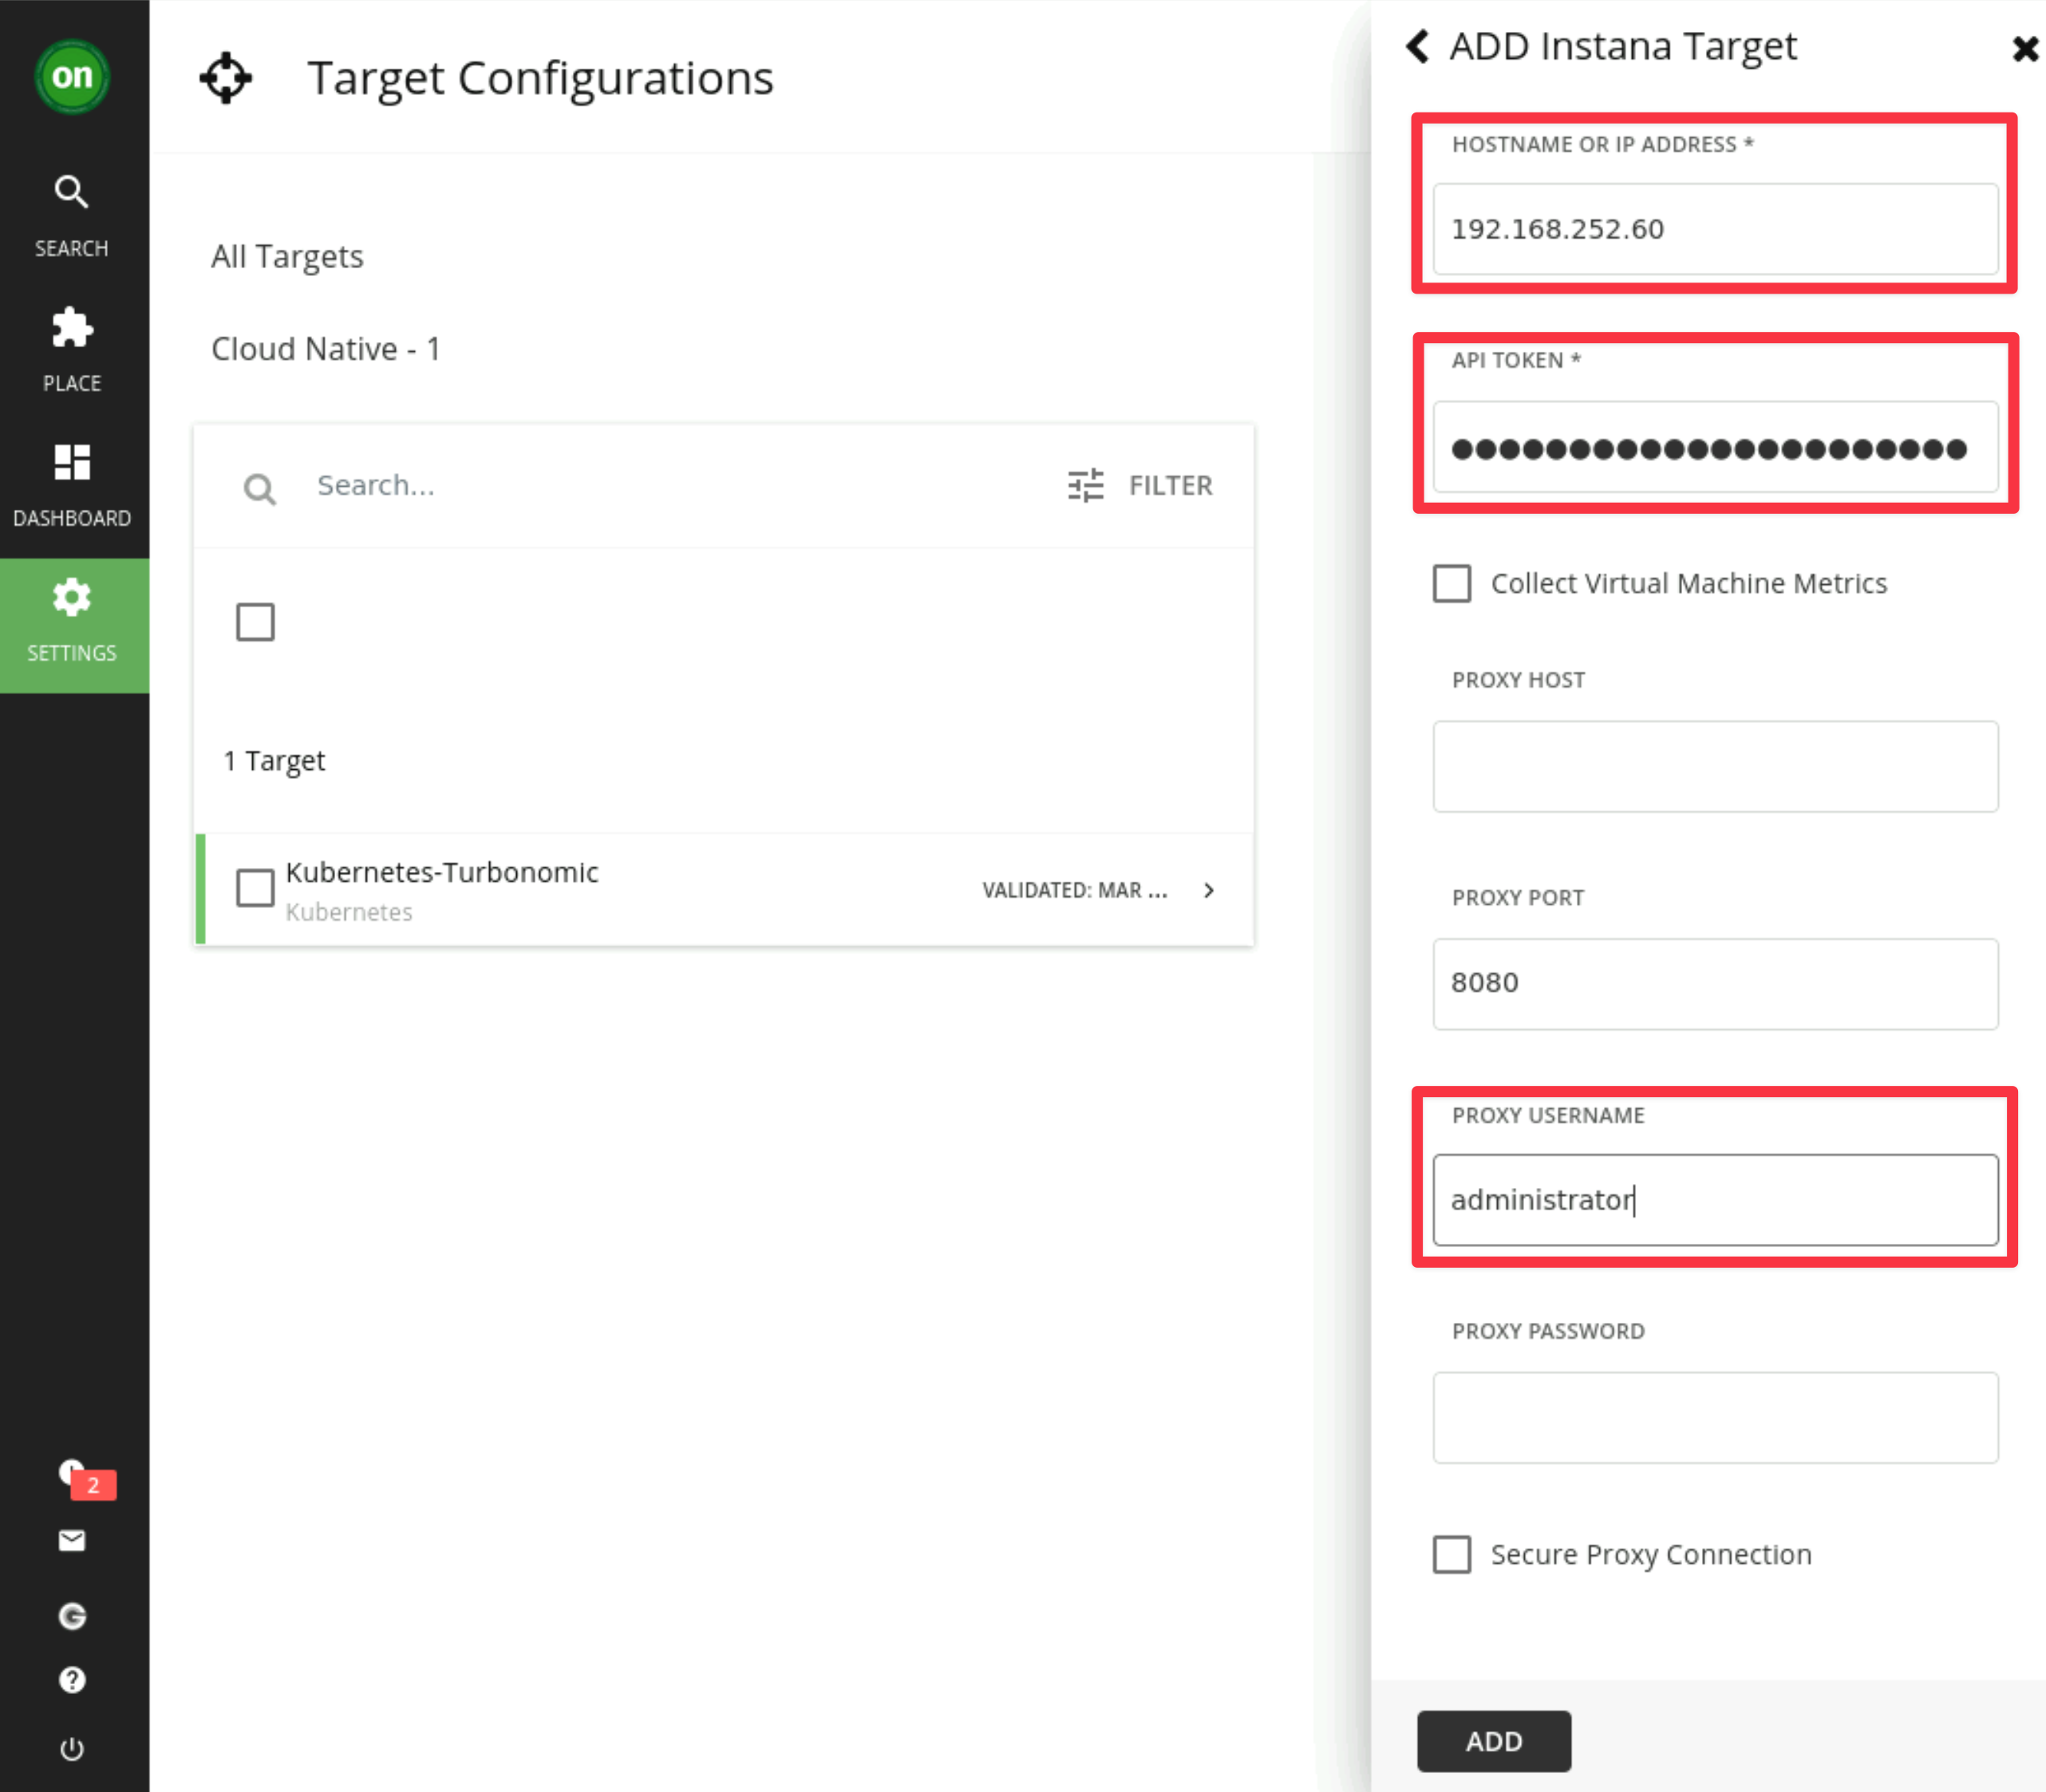 on
SEARCH
PLACE
DASHBOARD
SETTINGS
2
Target Configurations
All Targets
Cloud Native - 1
Search...
FILTER
1 Target
Kubernetes-Turbonomic
Kubernetes
VALIDATED: MAR ...
ADD Instana Target
HOSTNAME OR IP ADDRESS *
192.168.252.60
API TOKEN *
●●●●●●●●●●●●●●●●●●●●●●
Collect Virtual Machine Metrics
PROXY HOST
PROXY PORT
8080
PROXY USERNAME
administrator
PROXY PASSWORD
Secure Proxy Connection
ADD